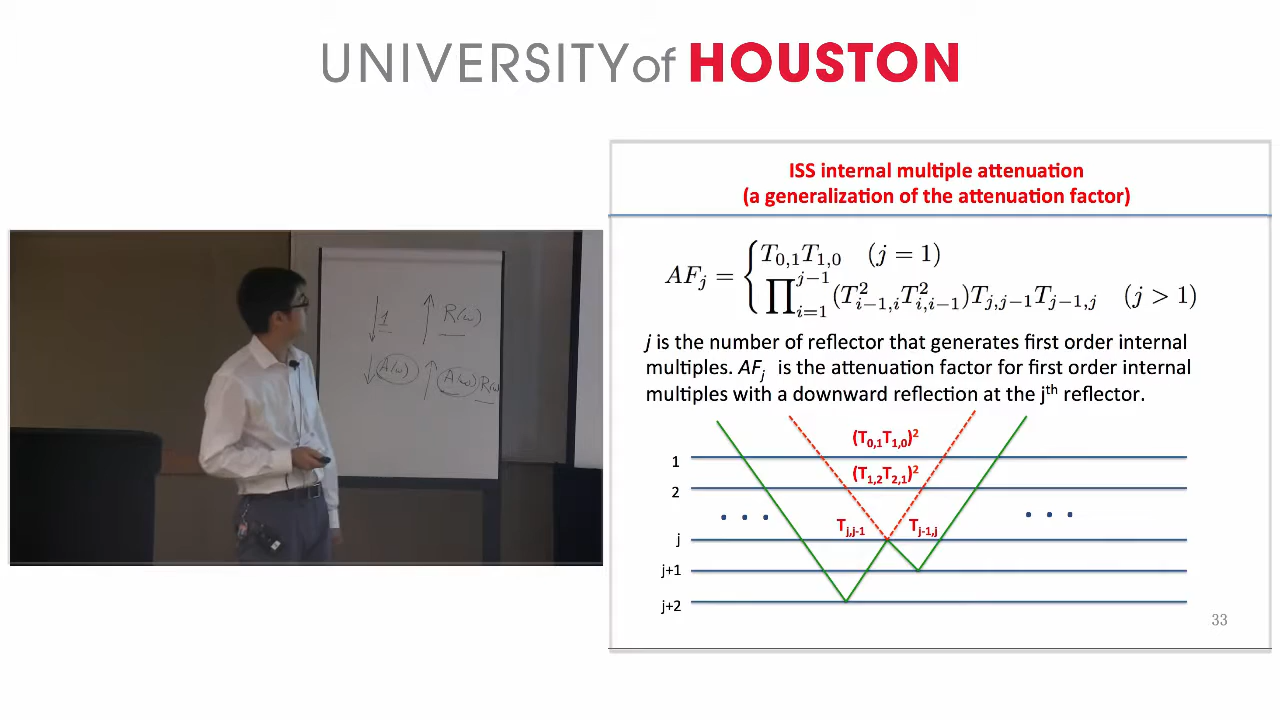 UNIVERSITY of HOUSTON
ISS internal multiple attenuation
(a generalization of the attenuation factor)
AF_j = { T_{0,1}T_{1,0} (j = 1)
∏_{i=1}^{j−1}(T^2_{i−1,i}T^2_{i,i−1})T_{j,j−1}T_{j−1,j} (j > 1)
j is the number of reflector that generates first order internal
multiples. AF_j is the attenuation factor for first order internal
multiples with a downward reflection at the j^th reflector.
(T_{0,1}T_{1,0})^2
1
(T_{1,2}T_{2,1})^2
2
. . . . . .
T_{j,j-1} T_{j-1,j}
j
j+1
j+2
33
↓ 1 ↑ R(ω)
↓ A(ω) ↑ A(ω) R(ω